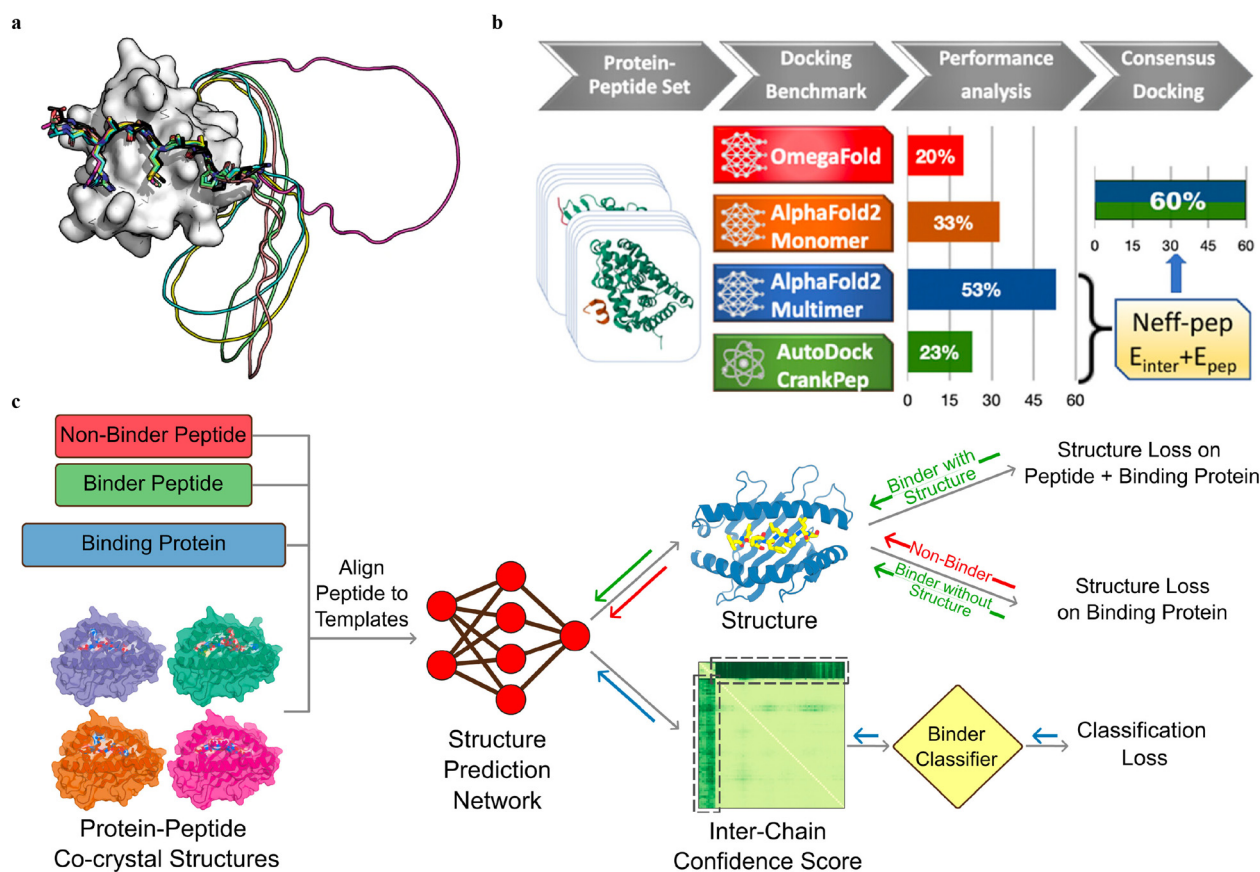 a
b
Protein-
Peptide Set
Docking
Benchmark
Performance
analysis
Consensus
Docking
OmegaFold
20%
AlphaFold2
Monomer
33%
AlphaFold2
Multimer
53%
AutoDock
CrankPep
23%
0 15 30 45 60
60%
0 15 30 45 60
Neff-pep
Einter+Epep
c
Non-Binder Peptide
Binder Peptide
Binding Protein
Align
Peptide to
Templates
Protein-Peptide
Co-crystal Structures
Structure
Prediction
Network
Structure
Binder with
Structure
Structure Loss on
Peptide + Binding Protein
Non-Binder
Binder without
Structure
Structure Loss
on Binding Protein
Inter-Chain
Confidence Score
Binder
Classifier
Classification
Loss